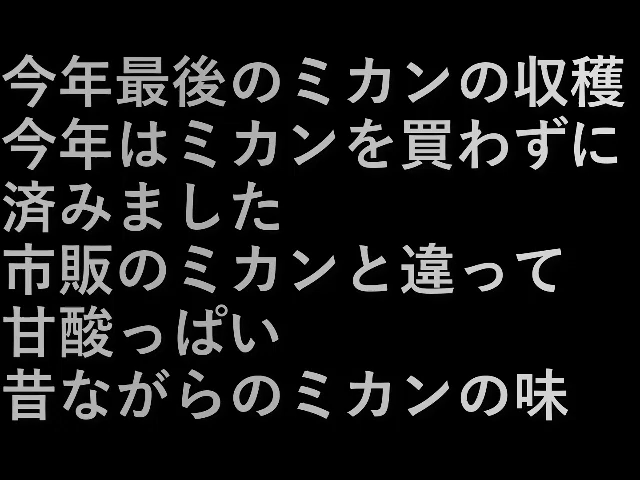 今年最後のミカンの収穫
今年はミカンを買わずに
済みました
市販のミカンと違って
甘酸っぱい
昔ながらのミカンの味